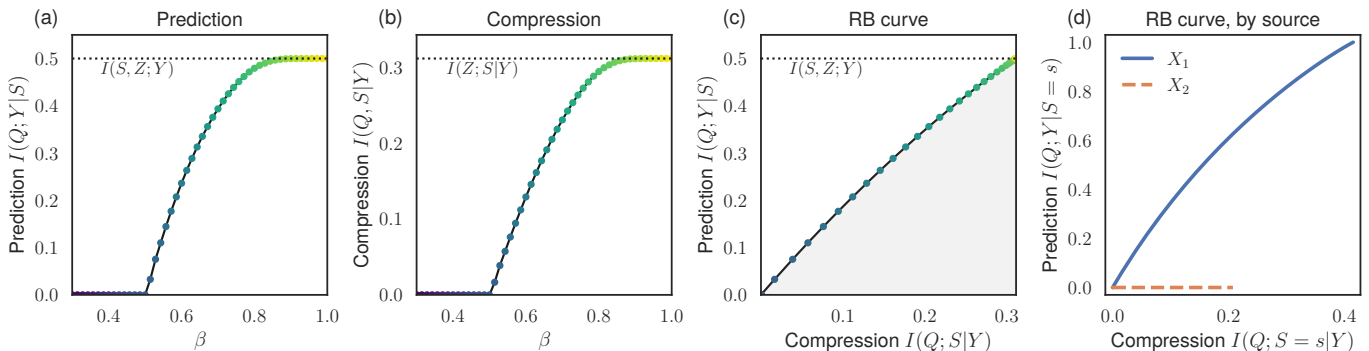 (a)
Prediction
Prediction I(Q; Y|S)
I(S, Z; Y)
0.5
0.4
0.3
0.2
0.1
0.0
0.4
0.6
0.8
1.0
β
(b)
Compression
Compression I(Q, S|Y)
I(Z; S|Y)
0.3
0.2
0.1
0.0
0.4
0.6
0.8
1.0
β
(c)
RB curve
Prediction I(Q; Y|S)
I(S, Z; Y)
0.5
0.4
0.3
0.2
0.1
0.0
0.1
0.2
0.3
Compression I(Q; S|Y)
(d)
RB curve, by source
Prediction I(Q; Y|S = s)
X₁
X₂
1.0
0.8
0.6
0.4
0.2
0.0
0.0
0.2
0.4
Compression I(Q; S = s|Y)